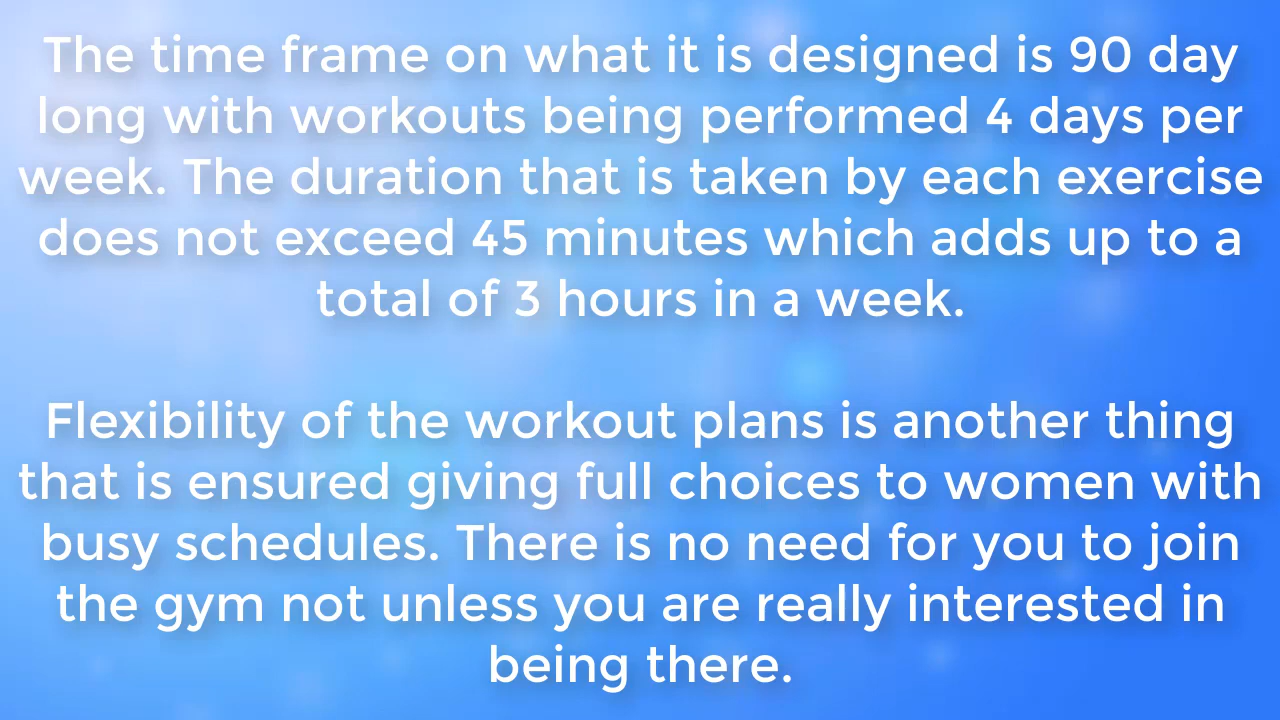 The time frame on what it is designed is 90 day
long with workouts being performed 4 days per
week. The duration that is taken by each exercise
does not exceed 45 minutes which adds up to a
total of 3 hours in a week.
Flexibility of the workout plans is another thing
that is ensured giving full choices to women with
busy schedules. There is no need for you to join
the gym not unless you are really interested in
being there.